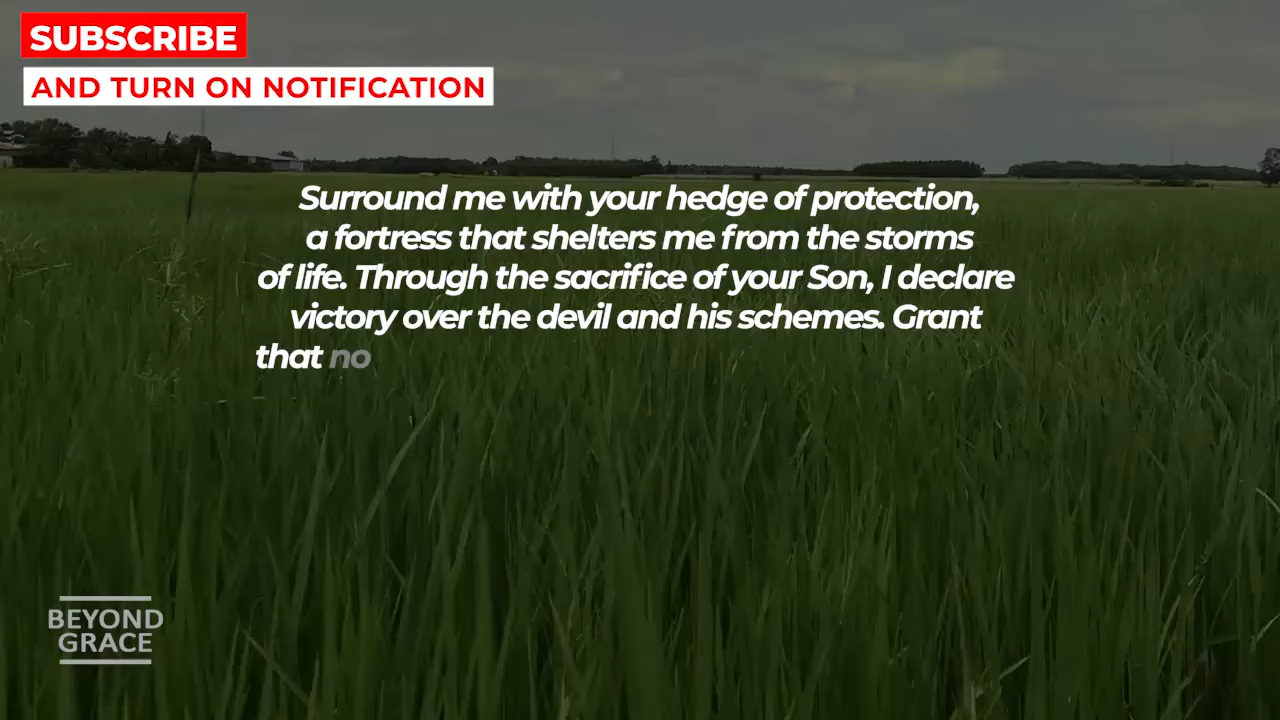 SUBSCRIBE
AND TURN ON NOTIFICATION
Surround me with your hedge of protection,
a fortress that shelters me from the storms
of life. Through the sacrifice of your Son, I declare
victory over the devil and his schemes. Grant
that no
BEYOND
GRACE